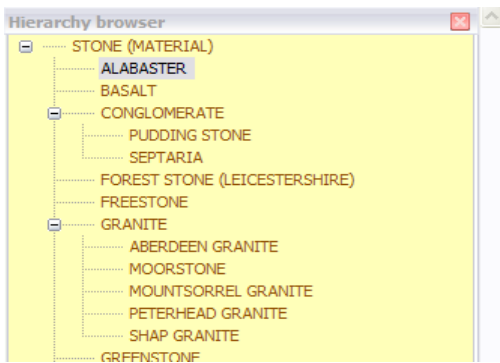 Hierarchy browser
STONE (MATERIAL)
ALABASTER
BASALT
CONGLOMERATE
PUDDING STONE
SEPTARIA
FOREST STONE (LEICESTERSHIRE)
FREESTONE
GRANITE
ABERDEEN GRANITE
MOORSTONE
MOUNTSORREL GRANITE
PETERHEAD GRANITE
SHAP GRANITE
GREENSTONE